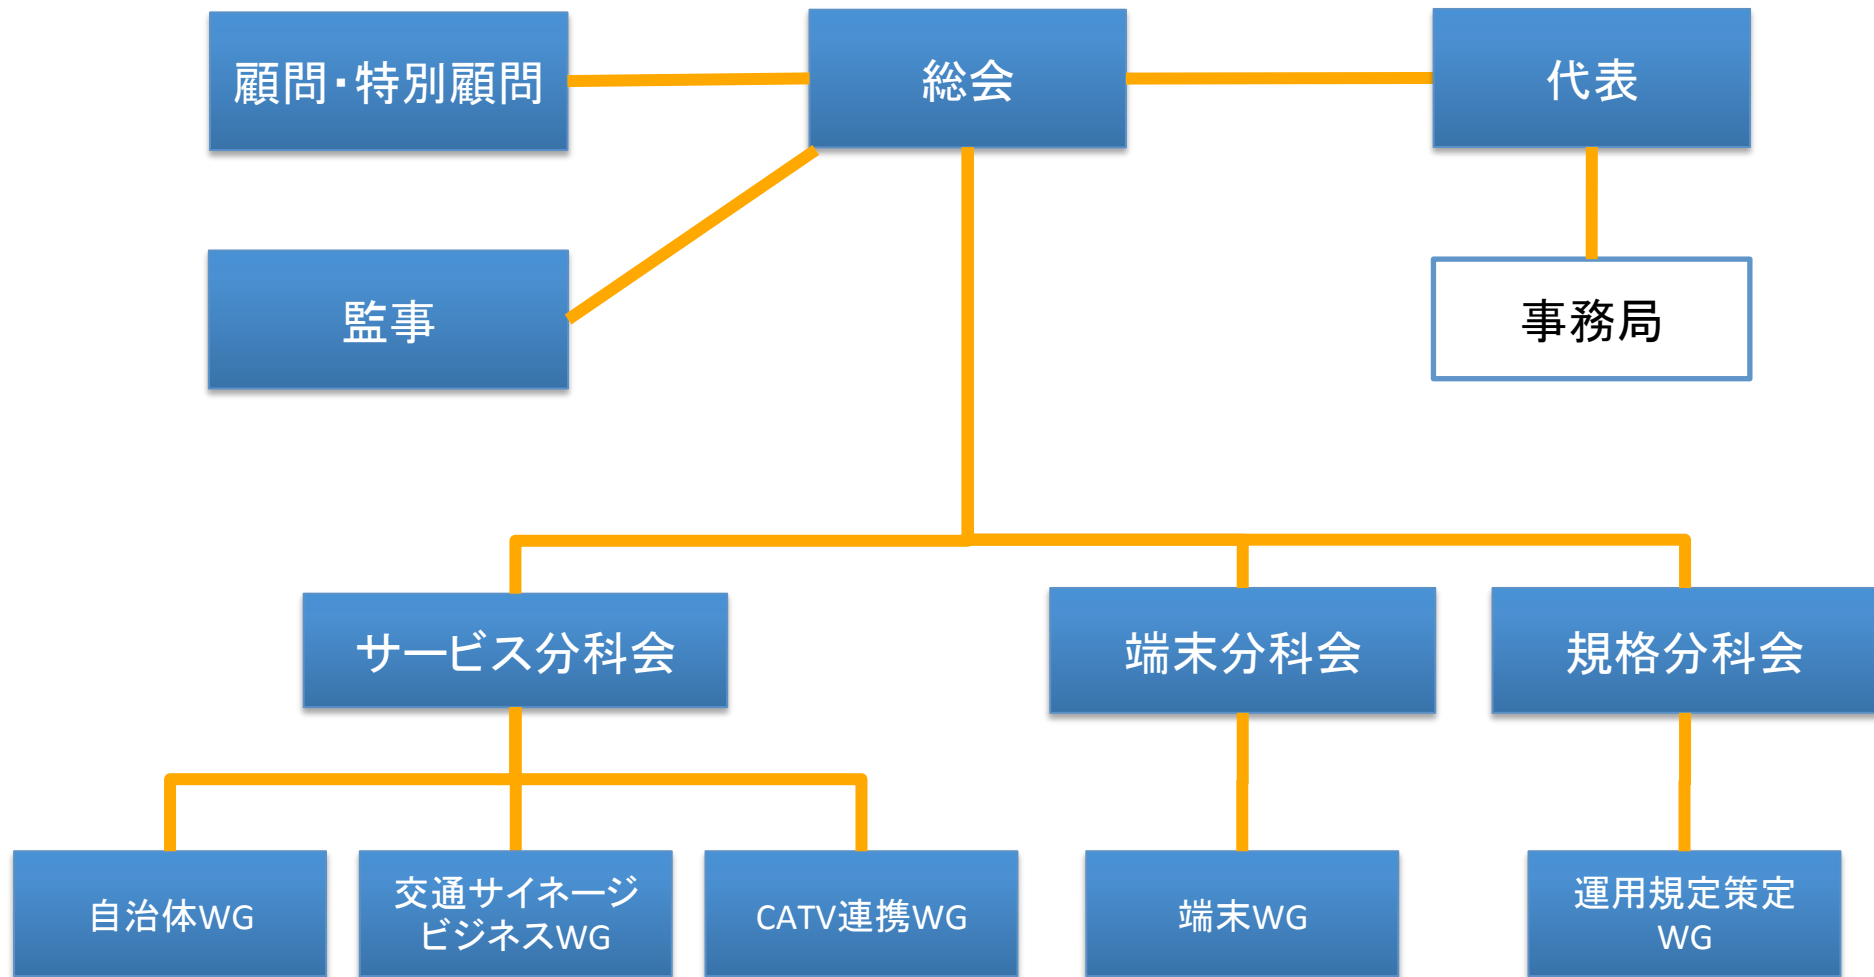 顧問・特別顧問
総会
代表
監事
事務局
サービス分科会
端末分科会
規格分科会
自治体WG
交通サイネージ
ビジネスWG
CATV連携WG
端末WG
運用規定策定
WG